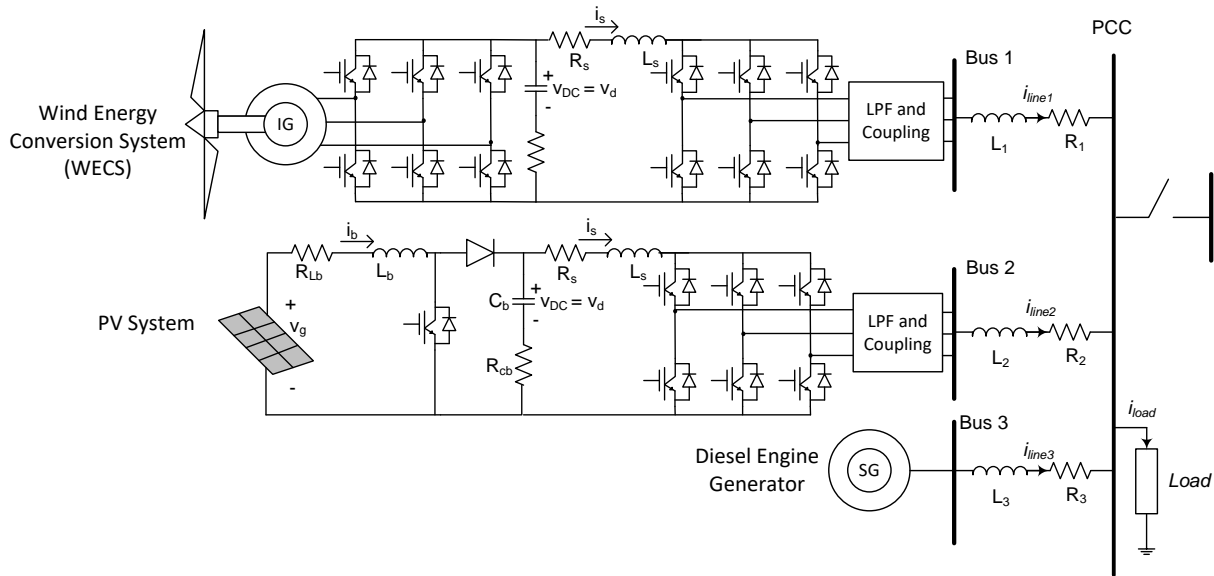 Wind Energy
Conversion System
(WECS)
IG
i_s
R_s
L_s
+
v_DC = v_d
-
LPF and
Coupling
Bus 1
i_line1
L_1
R_1
PCC
PV System
+
v_g
-
R_Lb
i_b
L_b
C_b
+
v_DC = v_d
-
R_cb
i_s
R_s
L_s
LPF and
Coupling
Bus 2
i_line2
L_2
R_2
Diesel Engine
Generator
SG
Bus 3
i_line3
L_3
R_3
i_load
Load